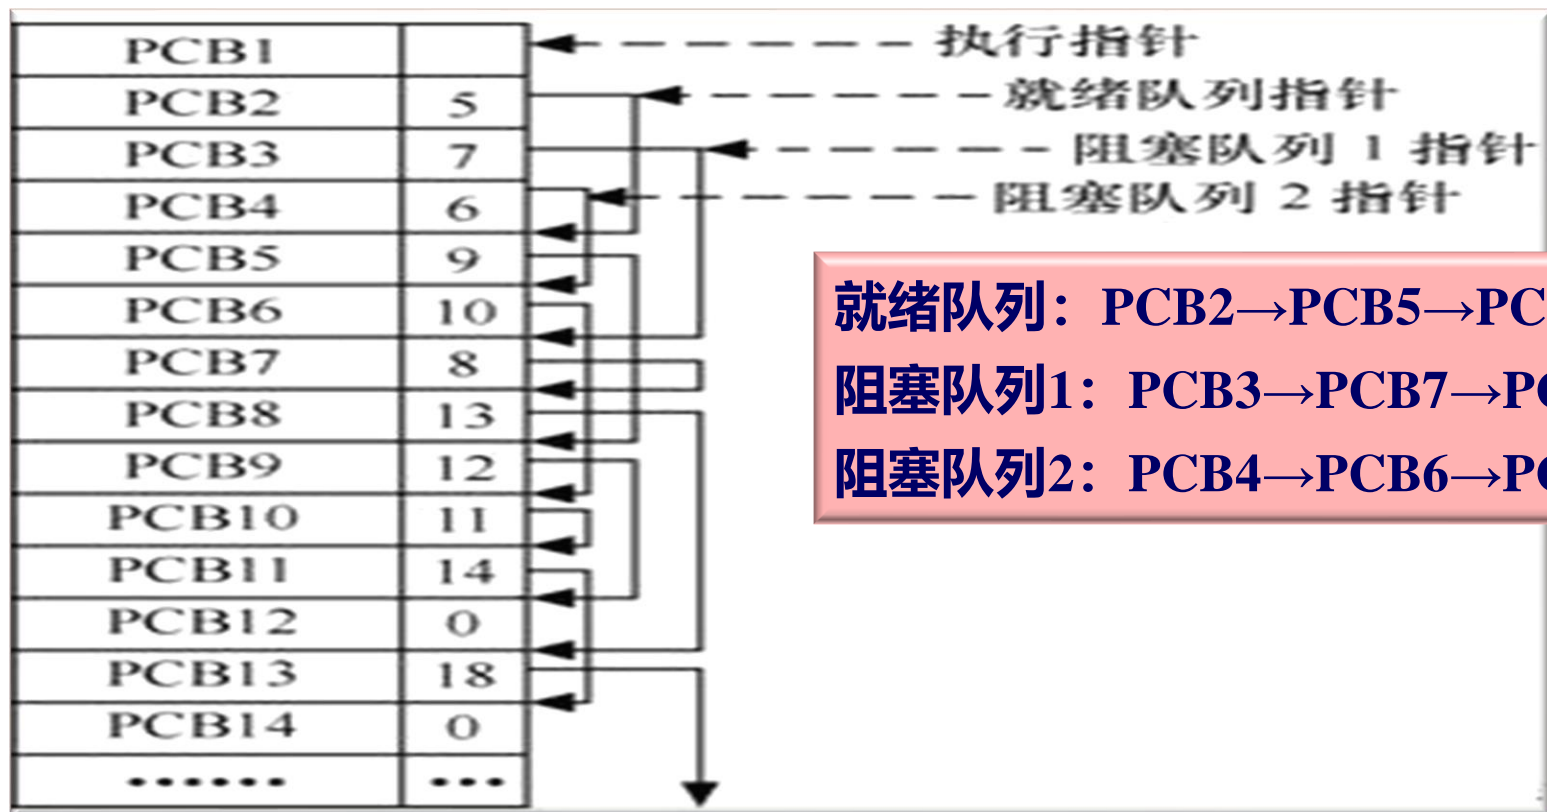 PCB1
PCB2 5
PCB3 7
PCB4 6
PCB5 9
PCB6 10
PCB7 8
PCB8 13
PCB9 12
PCB10 11
PCB11 14
PCB12 0
PCB13 18
PCB14 0
…… …
执行指针
就绪队列指针
阻塞队列 1 指针
阻塞队列 2 指针
就绪队列：PCB2→PCB5→PC
阻塞队列1：PCB3→PCB7→P
阻塞队列2：PCB4→PCB6→P